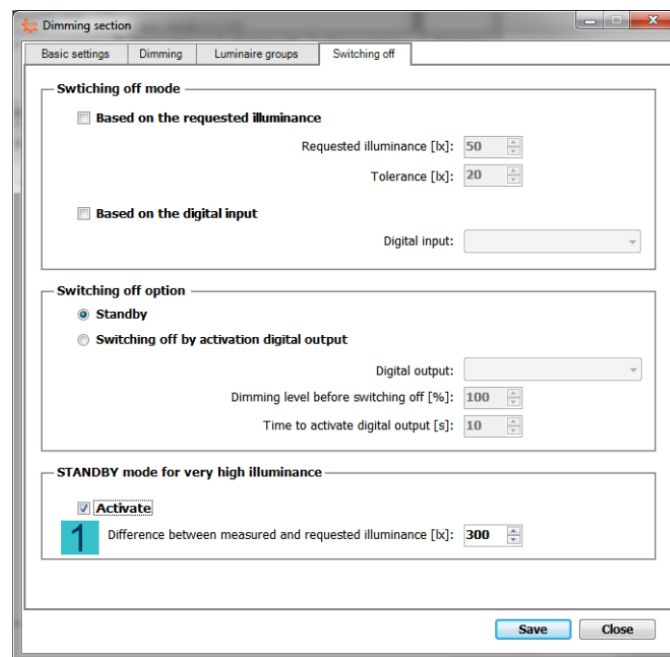 Dimming section
Basic settings
Dimming
Luminaire groups
Switching off
Swtiching off mode
Based on the requested illuminance
Requested illuminance [lx]: 50
Tolerance [lx]: 20
Based on the digital input
Digital input:
Switching off option
Standby
Switching off by activation digital output
Digital output:
Dimming level before switching off [%]: 100
Time to activate digital output [s]: 10
STANDBY mode for very high illuminance
Activate
1
Difference between measured and requested illuminance [lx]: 300
Save
Close